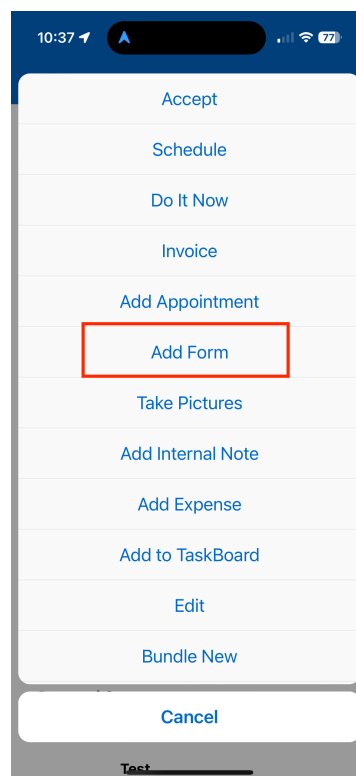 10:37
77
Accept
Schedule
Do It Now
Invoice
Add Appointment
Add Form
Take Pictures
Add Internal Note
Add Expense
Add to TaskBoard
Edit
Bundle New
Cancel
Test